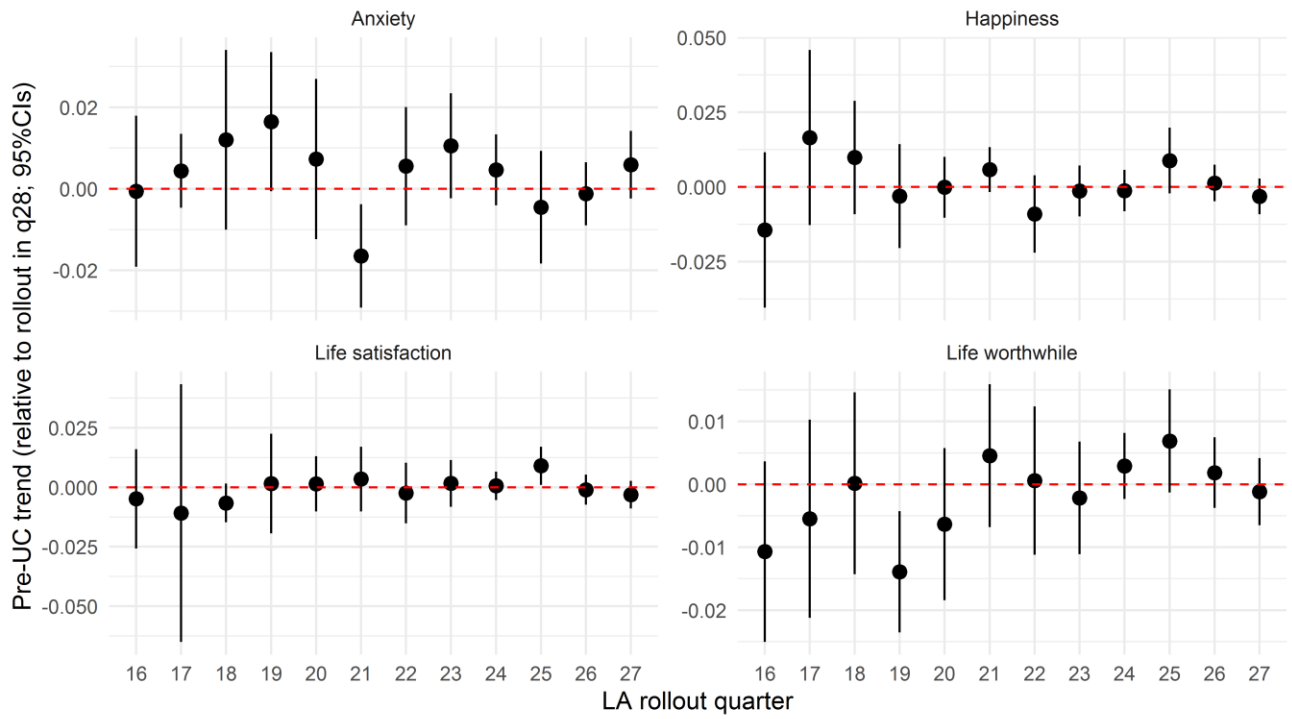 Anxiety
Happiness
Pre-UC trend (relative to rollout in q28; 95%CIs)
0.02
0.00
-0.02
0.050
0.025
0.000
-0.025
Life satisfaction
Life worthwhile
0.025
0.000
-0.025
-0.050
0.01
0.00
-0.01
-0.02
16 17 18 19 20 21 22 23 24 25 26 27
16 17 18 19 20 21 22 23 24 25 26 27
LA rollout quarter